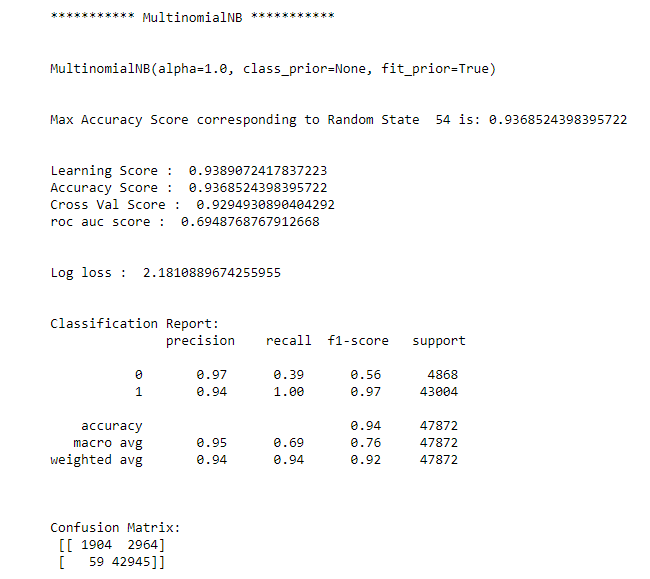 *********** MultinomialNB ***********
MultinomialNB(alpha=1.0, class_prior=None, fit_prior=True)
Max Accuracy Score corresponding to Random State  54 is: 0.9368524398395722
Learning Score :  0.9389072417837223
Accuracy Score :  0.9368524398395722
Cross Val Score :  0.9294930890404292
roc auc score :  0.6948768767912668
Log loss :  2.1810889674255955
Classification Report:
precision    recall  f1-score   support
0       0.97      0.39      0.56      4868
1       0.94      1.00      0.97     43004
accuracy                           0.94     47872
macro avg       0.95      0.69      0.76     47872
weighted avg       0.94      0.94      0.92     47872
Confusion Matrix:
[[ 1904  2964]
[   59 42945]]